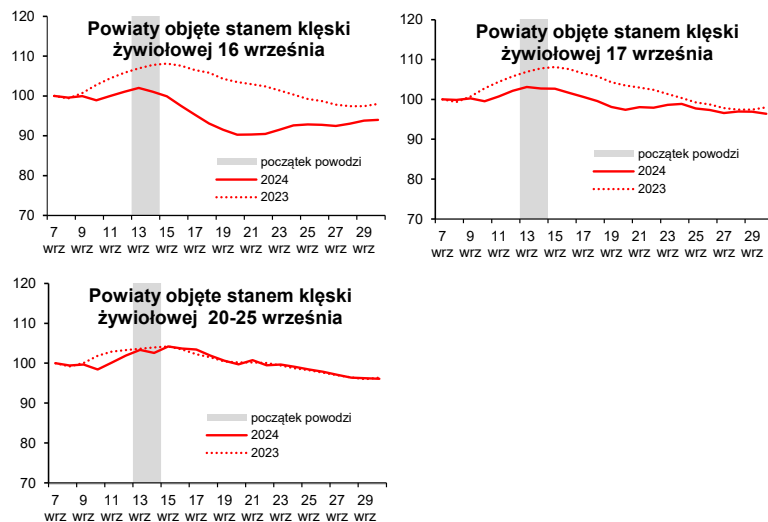 Powiaty objęte stanem klęski
żywiołowej 16 września
120
110
100
90
80
70
początek powodzi
2024
2023
7 9 11 13 15 17 19 21 23 25 27 29
wrz wrz wrz wrz wrz wrz wrz wrz wrz wrz wrz wrz
Powiaty objęte stanem klęski
żywiołowej 17 września
120
110
100
90
80
70
początek powodzi
2024
2023
7 9 11 13 15 17 19 21 23 25 27 29
wrz wrz wrz wrz wrz wrz wrz wrz wrz wrz wrz wrz
Powiaty objęte stanem klęski
żywiołowej 20-25 września
120
110
100
90
80
70
początek powodzi
2024
2023
7 9 11 13 15 17 19 21 23 25 27 29
wrz wrz wrz wrz wrz wrz wrz wrz wrz wrz wrz wrz